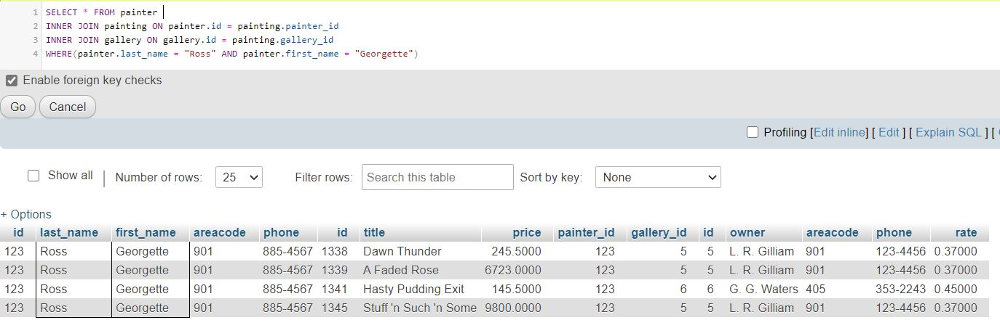 1 SELECT * FROM painter
2 INNER JOIN painting ON painter.id = painting.painter_id
3 INNER JOIN gallery ON gallery.id = painting.gallery_id
4 WHERE(painter.last_name = "Ross" AND painter.first_name = "Georgette")
Enable foreign key checks
Go Cancel
Profiling [Edit inline] [ Edit ] [ Explain SQL ] [
Show all | Number of rows: 25 Filter rows: Search this table Sort by key: None
+ Options
id last_name first_name areacode phone id title price painter_id gallery_id id owner areacode phone rate
123 Ross Georgette 901 885-4567 1338 Dawn Thunder 245.5000 123 5 5 L. R. Gilliam 901 123-4456 0.37000
123 Ross Georgette 901 885-4567 1339 A Faded Rose 6723.0000 123 5 5 L. R. Gilliam 901 123-4456 0.37000
123 Ross Georgette 901 885-4567 1341 Hasty Pudding Exit 145.5000 123 6 6 G. G. Waters 405 353-2243 0.45000
123 Ross Georgette 901 885-4567 1345 Stuff 'n Such 'n Some 9800.0000 123 5 5 L. R. Gilliam 901 123-4456 0.37000